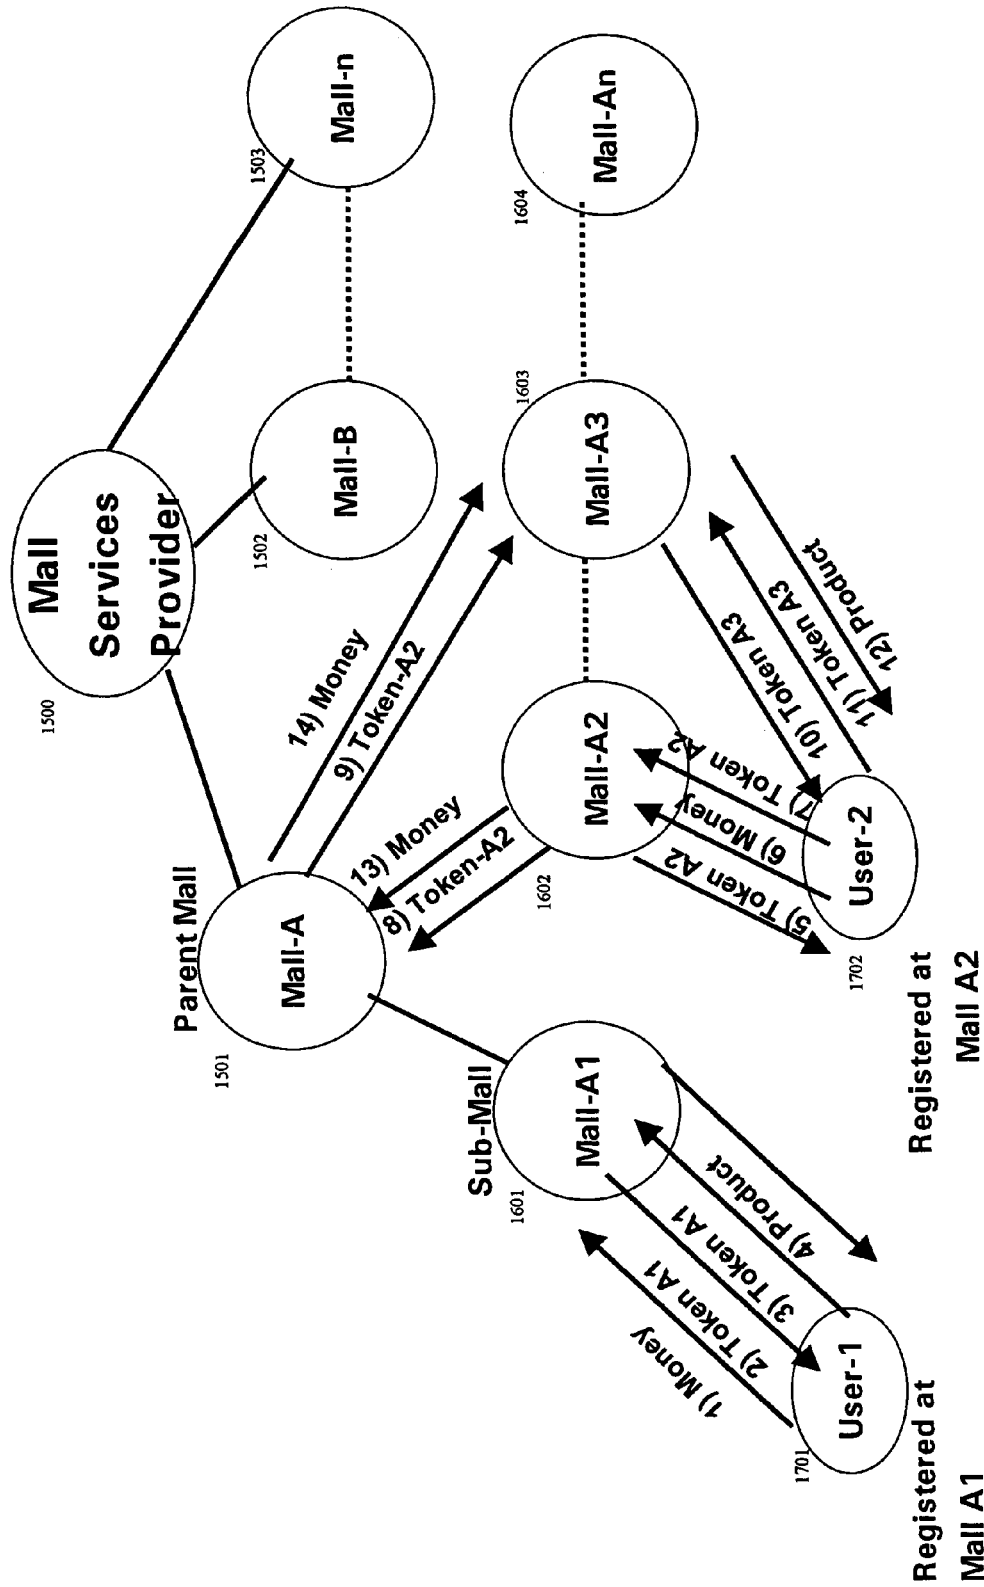 Mall
Services
Provider
1500
Parent Mall
Mall-A
1501
Mall-B
1502
Mall-n
1503
14) Money
9) Token-A2
13) Money
8) Token-A2
Sub-Mall
Mall-A1
1601
Mall-A2
1602
Mall-A3
1603
Mall-An
1604
1) Money
2) Token A1
3) Token A1
4) Product
5) Token A2
6) Money
7) Token A2
10) Token A3
11) Token A3
12) Product
User-1
1701
Registered at
Mall A1
User-2
1702
Registered at
Mall A2